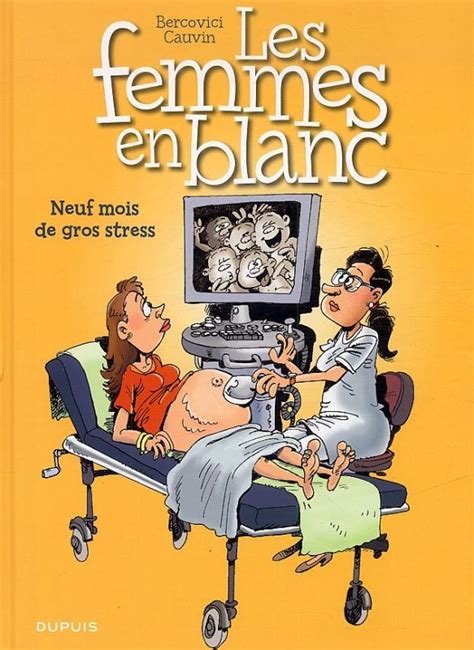 Bercovici
Cauvin
Les
femmes
en blanc
Neuf mois
de gros stress
DUPUIS